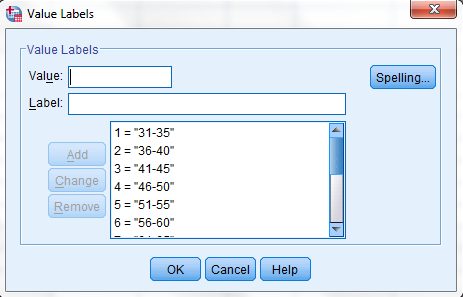 Value Labels
Value Labels
Value:
Spelling...
Label:
Add
Change
Remove
1 = "31-35"
2 = "36-40"
3 = "41-45"
4 = "46-50"
5 = "51-55"
6 = "56-60"
OK
Cancel
Help